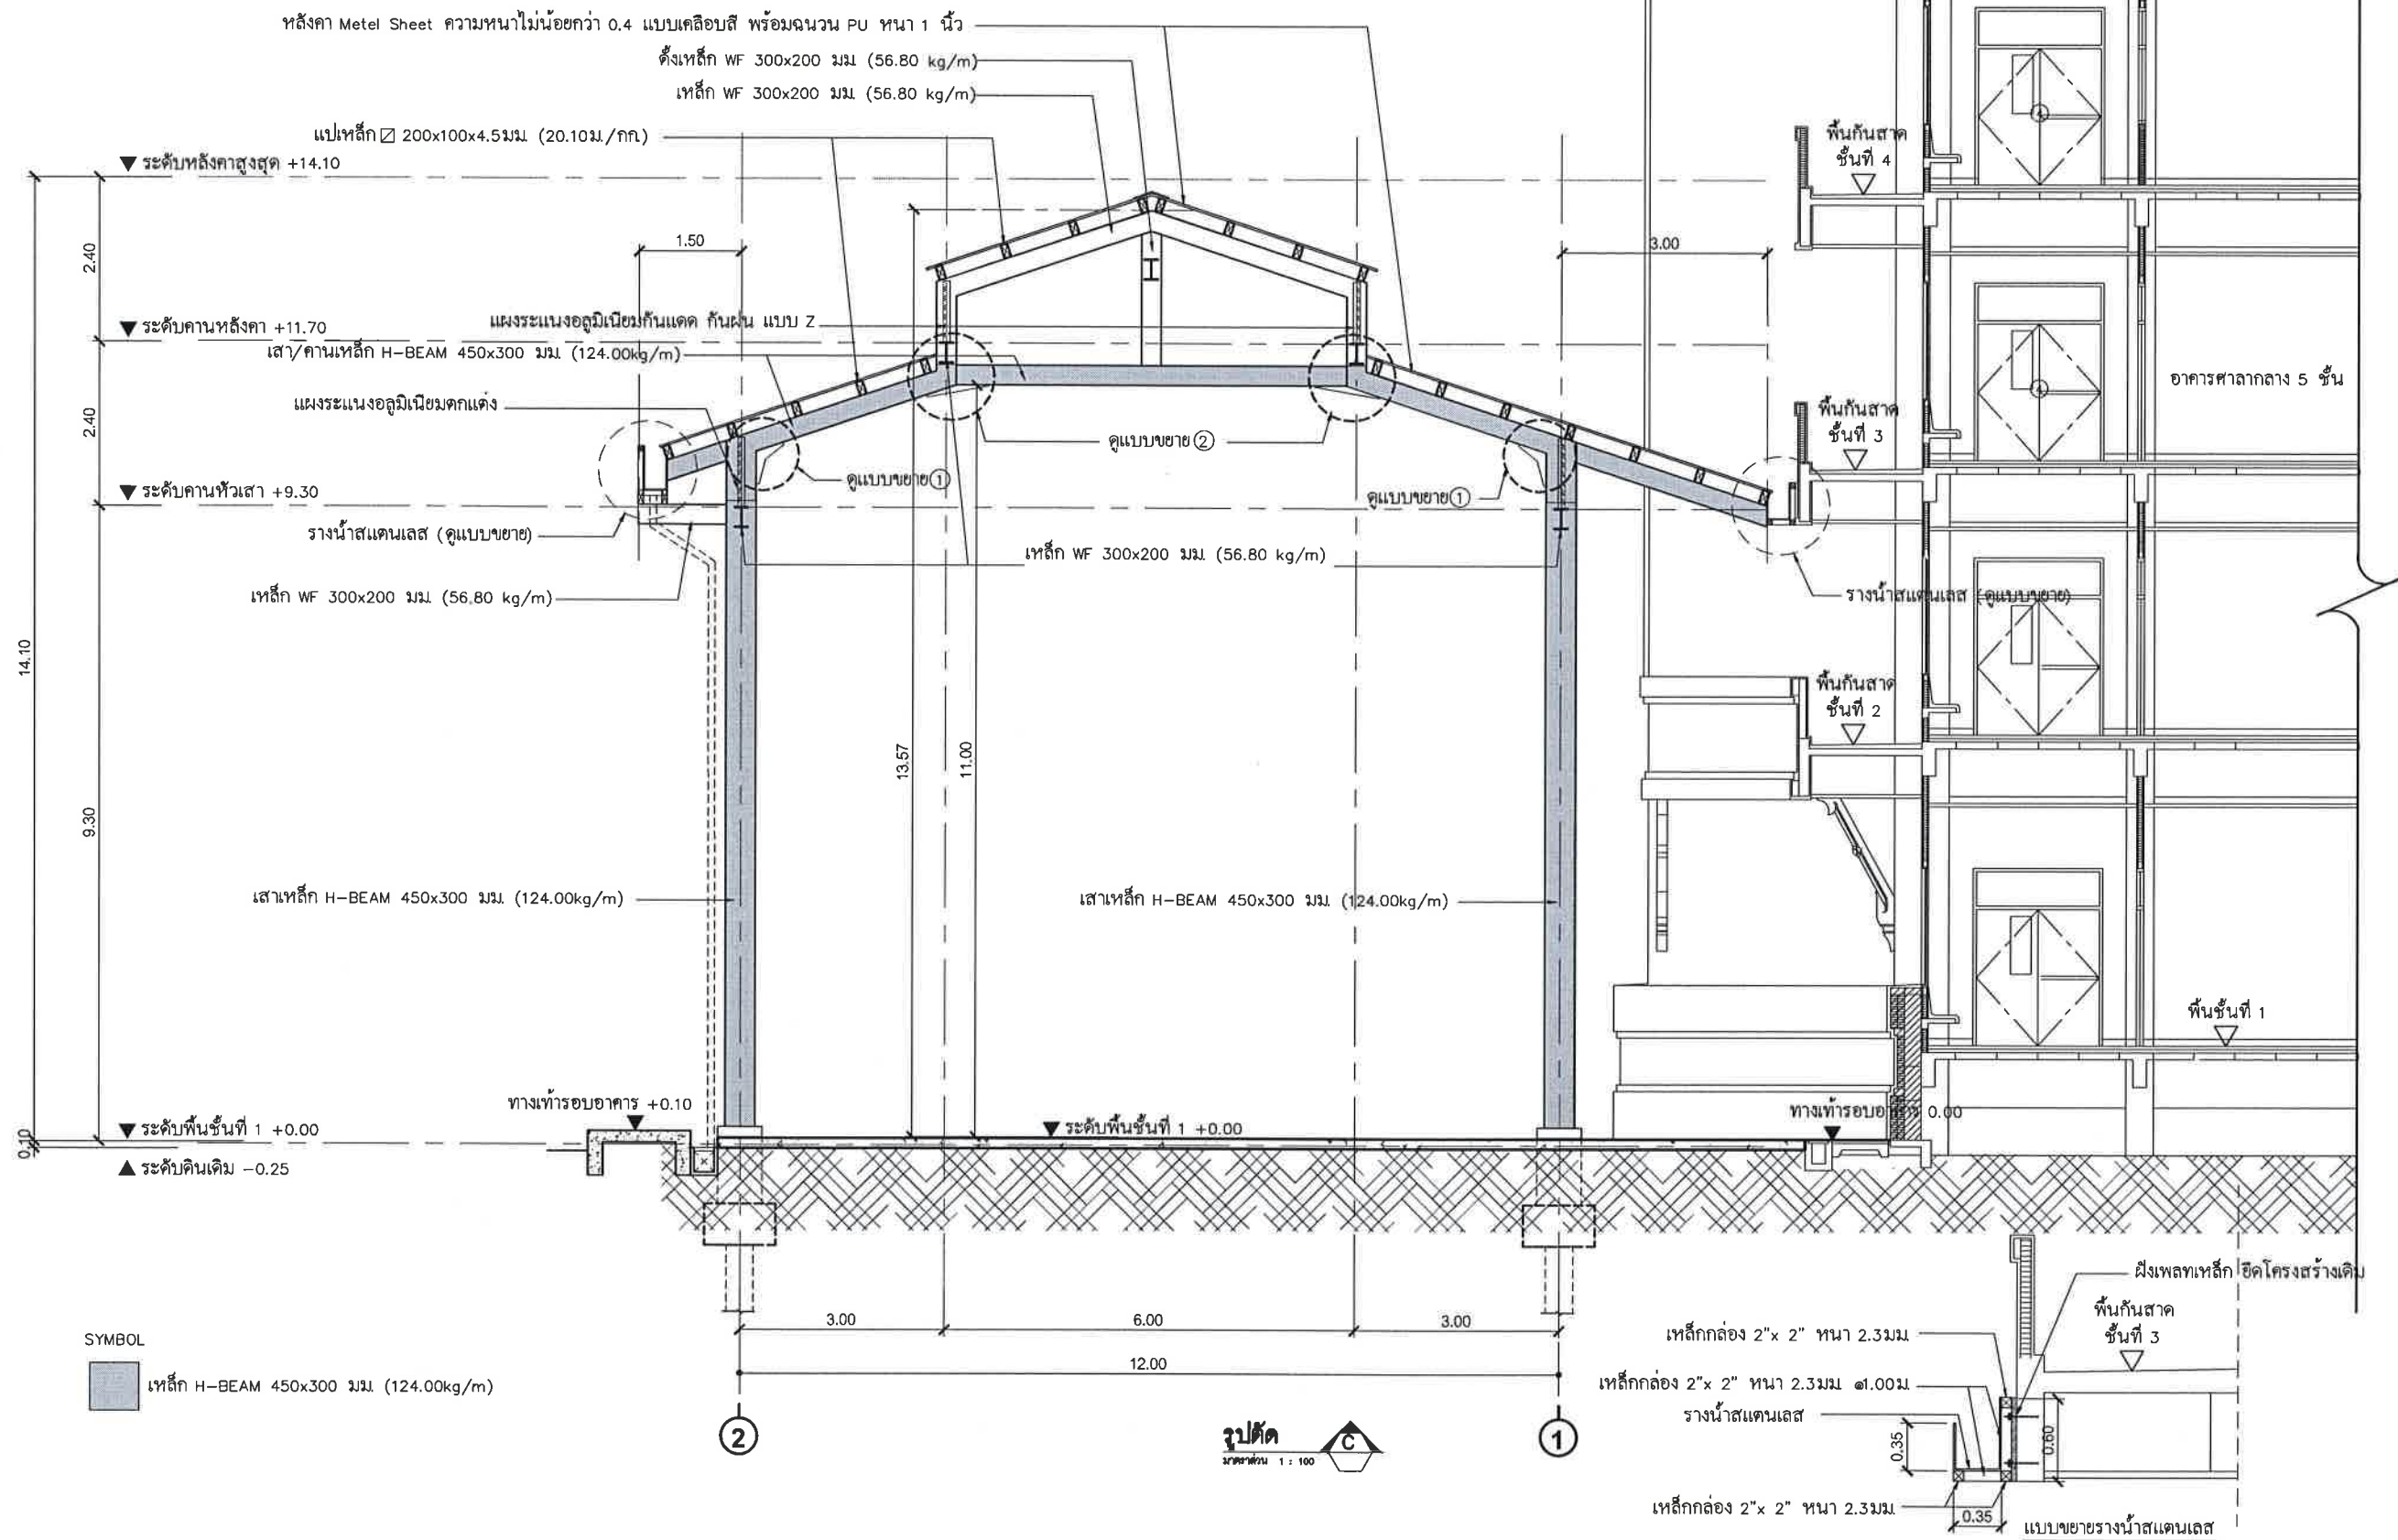 หลังคา Metel Sheet ความหนาไม่น้อยกว่า 0.4 แบบเคลือบสี พร้อมฉนวน PU หนา 1 นิ้ว
ดั้งเหล็ก WF 300x200 มม. (56.80 kg/m)
เหล็ก WF 300x200 มม. (56.80 kg/m)
แปเหล็ก 200x100x4.5มม. (20.10ม./กก.)
ระดับหลังคาสูงสุด +14.10
พื้นกันสาด
ชั้นที่ 4
1.50
3.00
2.40
ระดับคานหลังคา +11.70
แผงระแนงอลูมิเนียมกันแดด กันฝน แบบ Z
เสา/คานเหล็ก H-BEAM 450x300 มม. (124.00kg/m)
อาคารศาลากลาง 5 ชั้น
แผงระแนงอลูมิเนียมตกแต่ง
2.40
พื้นกันสาด
ชั้นที่ 3
ดูแบบขยาย 2
ดูแบบขยาย 1
ดูแบบขยาย 1
ระดับคานหัวเสา +9.30
รางน้ำสแตนเลส (ดูแบบขยาย)
เหล็ก WF 300x200 มม. (56.80 kg/m)
เหล็ก WF 300x200 มม. (56.80 kg/m)
รางน้ำสแตนเลส (ดูแบบขยาย)
14.10
พื้นกันสาด
ชั้นที่ 2
13.57
11.00
9.30
เสาเหล็ก H-BEAM 450x300 มม. (124.00kg/m)
เสาเหล็ก H-BEAM 450x300 มม. (124.00kg/m)
พื้นชั้นที่ 1
ทางเท้ารอบอาคาร +0.10
ทางเท้ารอบอาคาร 0.00
0.10
ระดับพื้นชั้นที่ 1 +0.00
ระดับพื้นชั้นที่ 1 +0.00
ระดับดินเดิม -0.25
ฝังเพลทเหล็ก ยึดโครงสร้างเดิม
พื้นกันสาด
ชั้นที่ 3
3.00
6.00
3.00
12.00
SYMBOL
เหล็ก H-BEAM 450x300 มม. (124.00kg/m)
เหล็กกล่อง 2"x 2" หนา 2.3มม.
เหล็กกล่อง 2"x 2" หนา 2.3มม. @1.00ม.
รางน้ำสแตนเลส
0.35
0.60
2
รูปตัด
C
มาตราส่วน 1 : 100
1
เหล็กกล่อง 2"x 2" หนา 2.3มม.
0.35
แบบขยายรางน้ำสแตนเลส